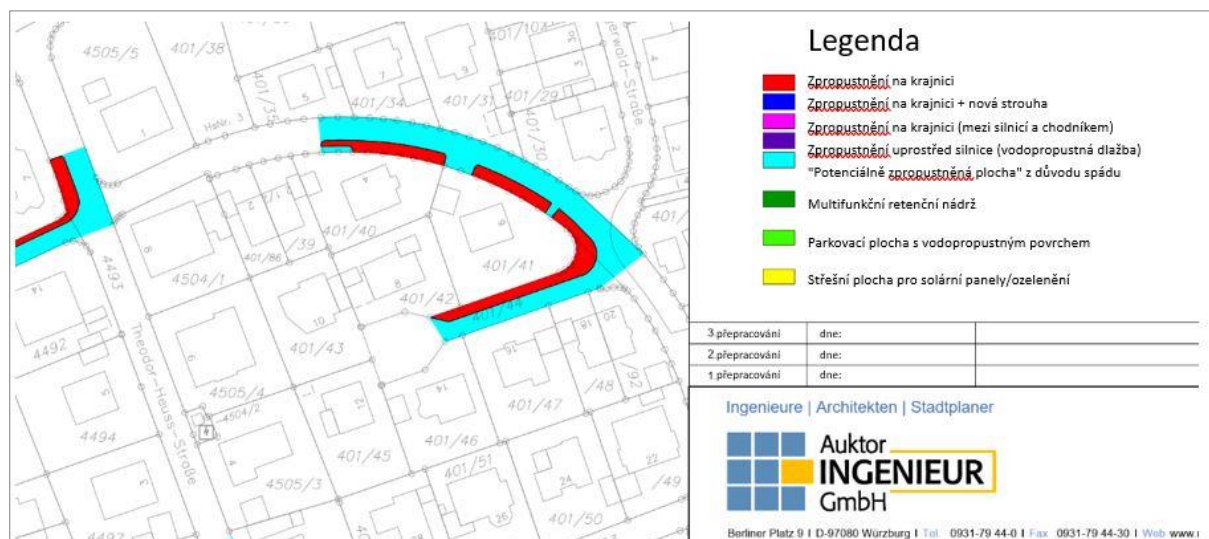 4505/5
401/38
401/35
HsNr. 3
401/34
401/31
401/29
401/30
4504/1
401/86
/39
401/40
401/41
401/42
401/44
401/43
4493
4492
4494
Theodor-Heuss-Straße
4505/4
4504/2
4505/3
401/45
401/46
401/47
401/51
401/50
/48
/92
/49
Legenda
Zpropustnění na krajnici
Zpropustnění na krajnici + nová strouha
Zpropustnění na krajnici (mezi silnicí a chodníkem)
Zpropustnění uprostřed silnice (vodopropustná dlažba)
"Potenciálně zpropustněná plocha" z důvodu spádu
Multifunkční retenční nádrž
Parkovací plocha s vodopropustným povrchem
Střešní plocha pro solární panely/ozelenění
3.přepracování dne:
2.přepracování dne:
1.přepracování dne:
Ingenieure | Architekten | Stadtplaner
Auktor
INGENIEUR
GmbH
Berliner Platz 9 I D-97080 Würzburg I Tel. 0931-79 44-0 I Fax 0931-79 44-30 I Web www.